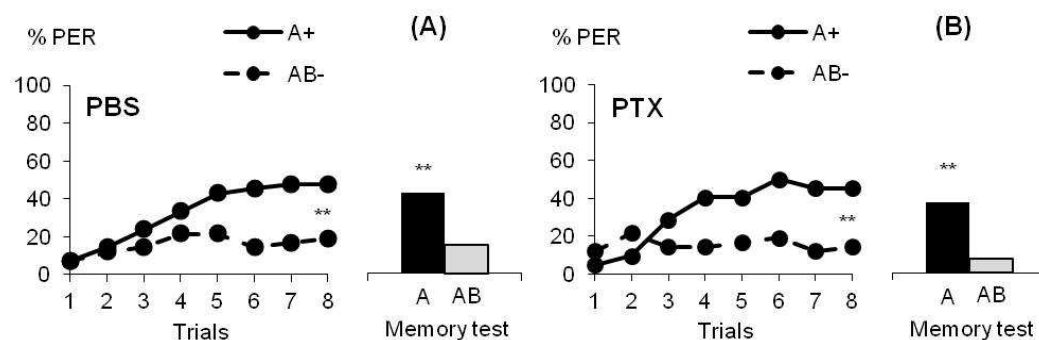 % PER
A+
AB-
(A)
PBS
100
80
60
40
20
0
**
1 2 3 4 5 6 7 8
Trials
**
A AB
Memory test
% PER
A+
AB-
(B)
PTX
100
80
60
40
20
0
**
1 2 3 4 5 6 7 8
Trials
**
A AB
Memory test